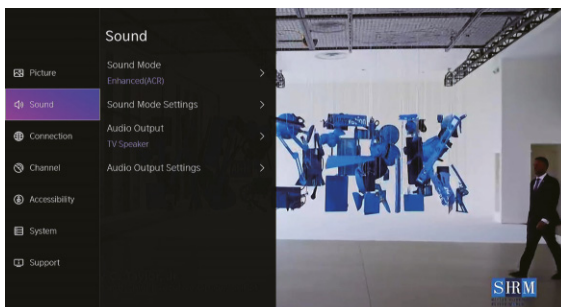 Sound
Picture
Sound
Connection
Channel
Accessibility
System
Support
Sound Mode
Enhanced(ACR)
Sound Mode Settings
Audio Output
TV Speaker
Audio Output Settings
SHRM